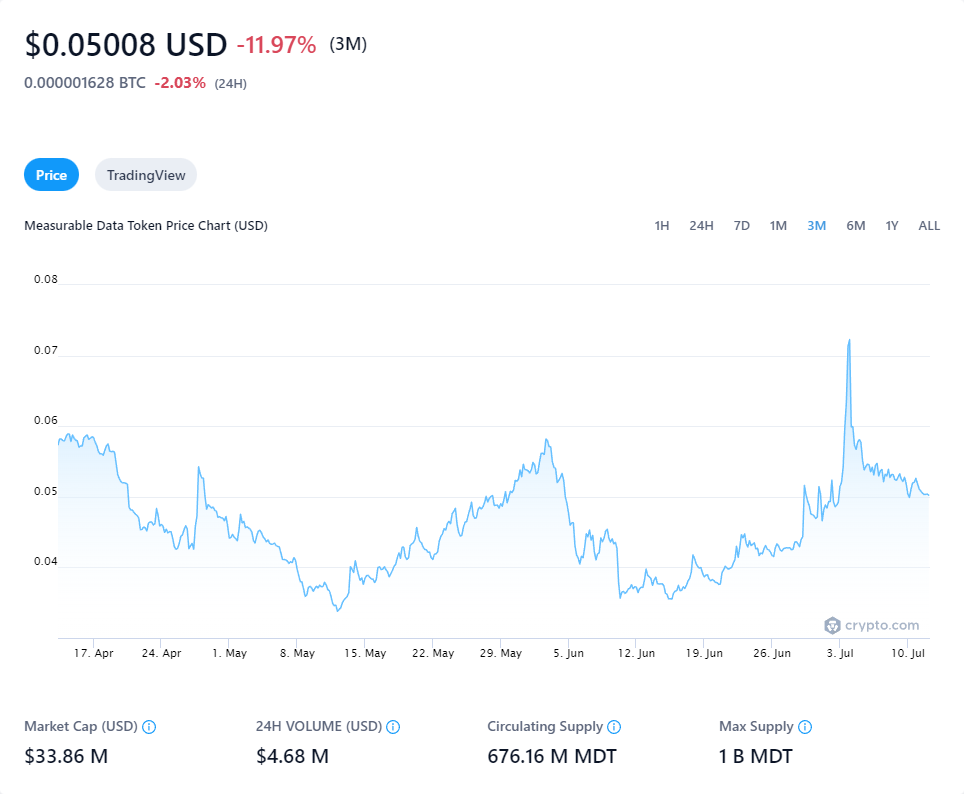 $0.05008 USD -11.97% (3M)
0.000001628 BTC -2.03% (24H)
Price TradingView
Measurable Data Token Price Chart (USD) 1H 24H 7D 1M 3M 6M 1Y ALL
0.08
0.07
0.06
0.05
0.04
crypto.com
17. Apr 24. Apr 1. May 8. May 15. May 22. May 29. May 5. Jun 12. Jun 19. Jun 26. Jun 3. Jul 10. Jul
Market Cap (USD) 24H VOLUME (USD) Circulating Supply Max Supply
$33.86 M $4.68 M 676.16 M MDT 1 B MDT